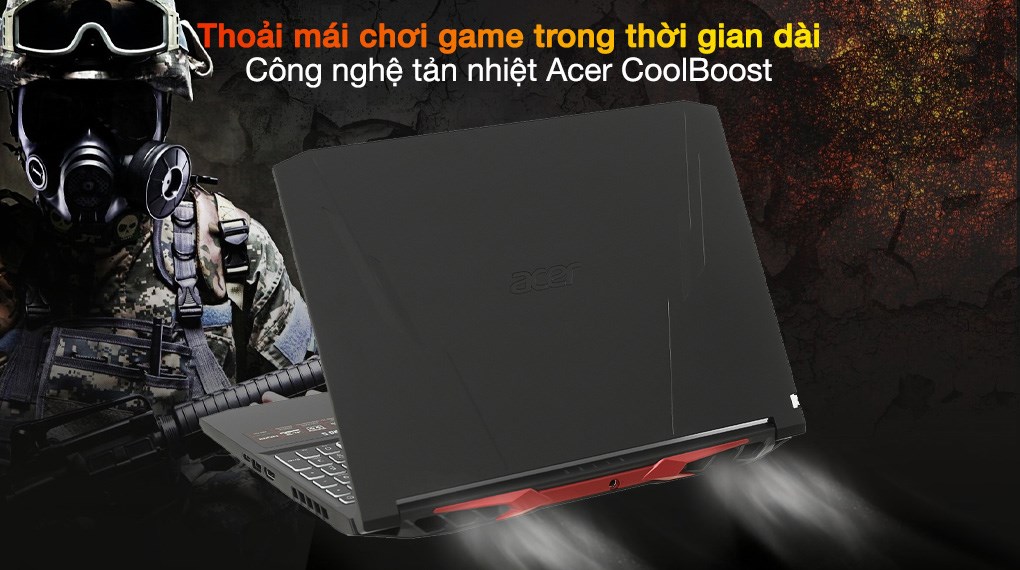 Thoải mái chơi game trong thời gian dài
Công nghệ tản nhiệt Acer CoolBoost
acer